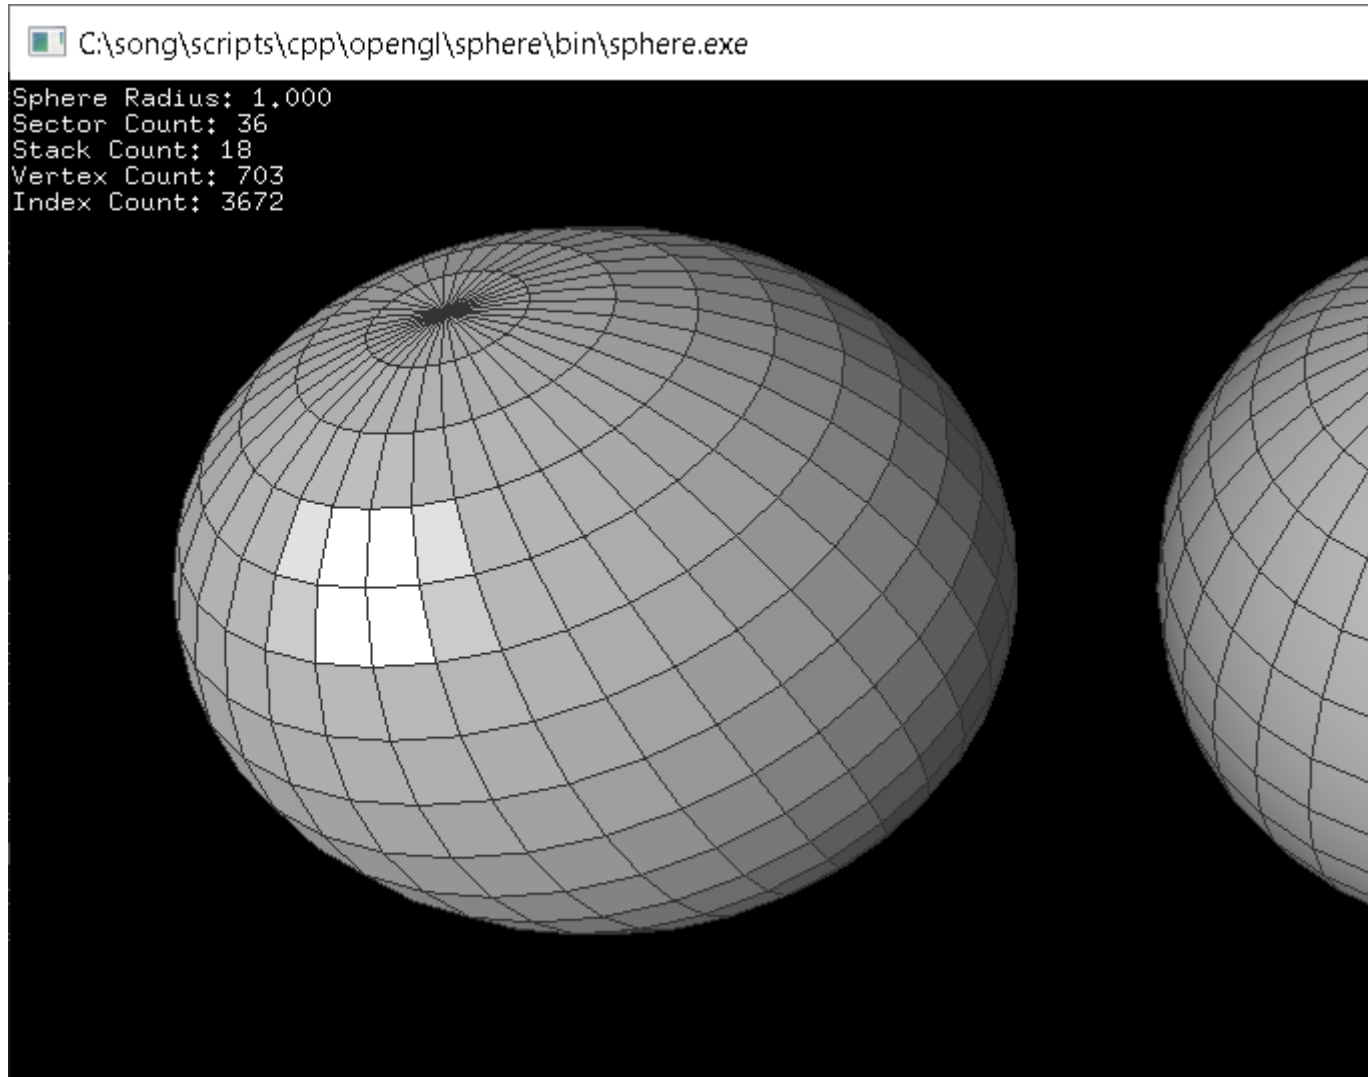 C:\song\scripts\cpp\opengl\sphere\bin\sphere.exe
Sphere Radius: 1.000
Sector Count: 36
Stack Count: 18
Vertex Count: 703
Index Count: 3672